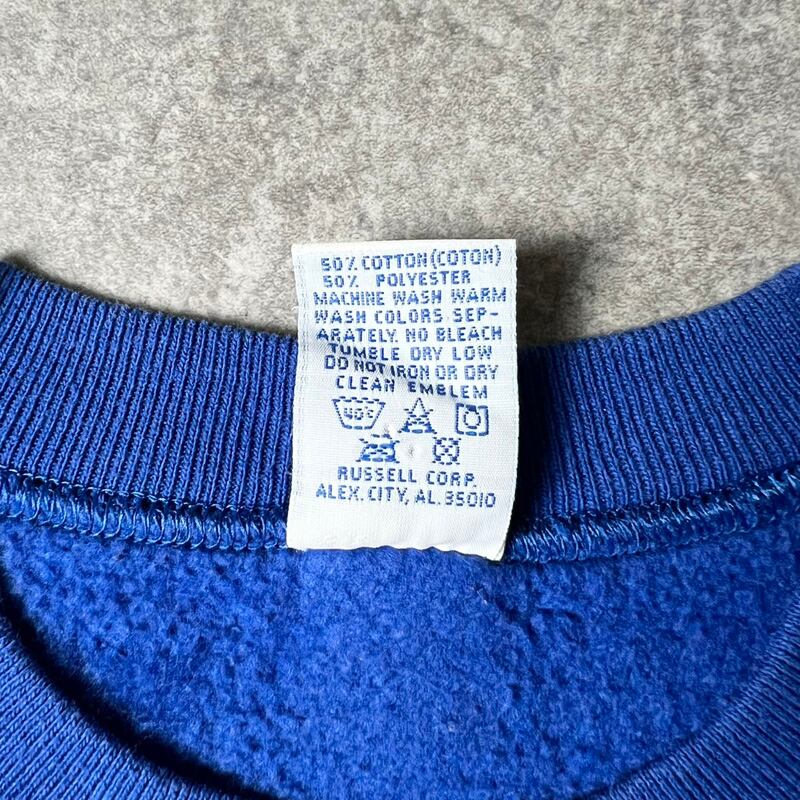 50% COTTON (COTON)
50% POLYESTER
MACHINE WASH WARM
WASH COLORS SEP-
ARATELY. NO BLEACH
TUMBLE DRY LOW
DO NOT IRON OR DRY
CLEAN EMBLEM
40°C
RUSSELL CORP.
ALEX. CITY, AL. 35010